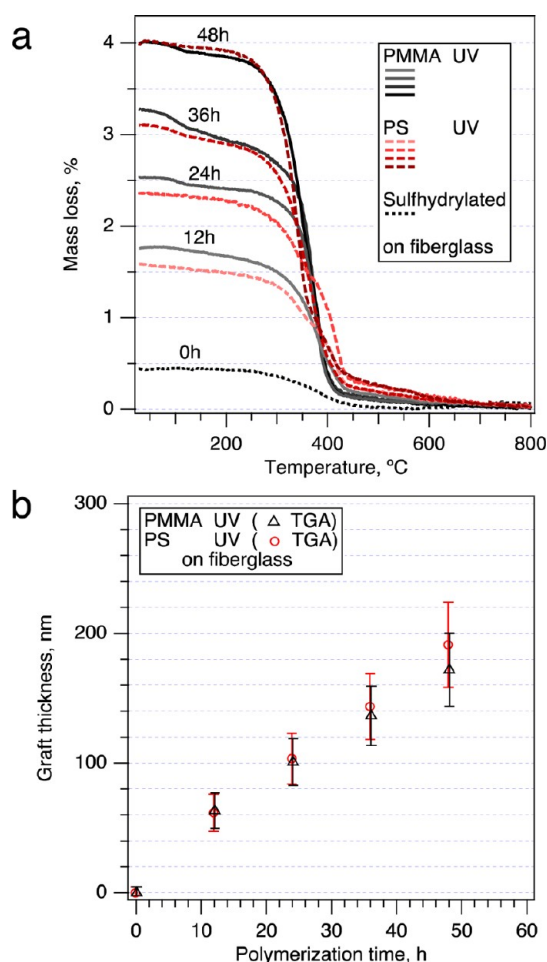 a
4
3
2
1
0
Mass loss, %
48h
36h
24h
12h
0h
PMMA UV
PS UV
Sulfhydrylated
on fiberglass
200
400
600
800
Temperature, ºC
b
300
200
100
0
Graft thickness, nm
PMMA UV ( △ TGA)
PS UV ( ○ TGA)
on fiberglass
0
10
20
30
40
50
60
Polymerization time, h